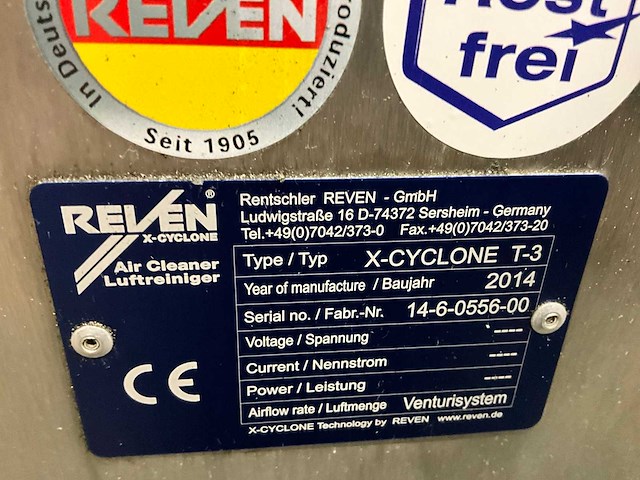 REVEN
In Deuts
produziert!
Seit 1905
frei
REVEN®
X-CYCLONE
Air Cleaner
Luftreiniger
Rentschler REVEN - GmbH
Ludwigstraße 16 D-74372 Sersheim - Germany
Tel.+49(0)7042/373-0 Fax.+49(0)7042/373-20
Type / Typ X-CYCLONE T-3
Year of manufacture / Baujahr 2014
Serial no. / Fabr.-Nr. 14-6-0556-00
Voltage / Spannung ----
Current / Nennstrom ----
Power / Leistung ----
Airflow rate / Luftmenge Venturisystem
X-CYCLONE Technology by REVEN www.reven.de
CE